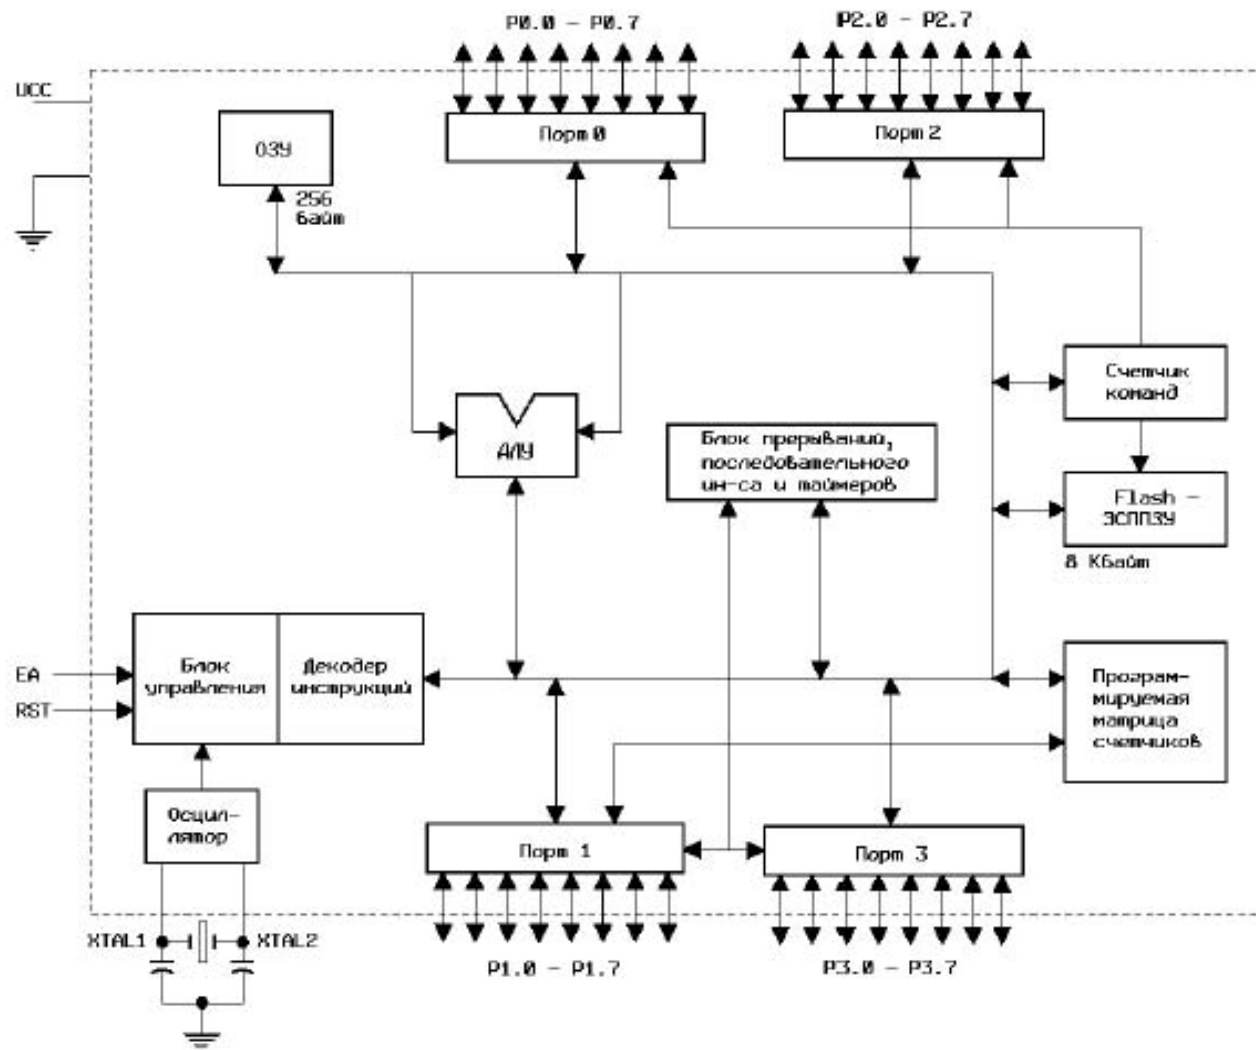 P0.0 – P0.7
P2.0 – P2.7
UCC
Порт 0
Порт 2
ОЗУ
256
байт
Счетчик
команд
АЛУ
Блок прерываний,
последовательного
ин-са и таймеров
Flash –
ЭСППЗУ
8 Кбайт
EA
RST
Блок
управления
Декодер
инструкций
Програм-
мируемая
матрица
счетчиков
Осцил-
лятор
Порт 1
Порт 3
XTAL1
XTAL2
P1.0 – P1.7
P3.0 – P3.7